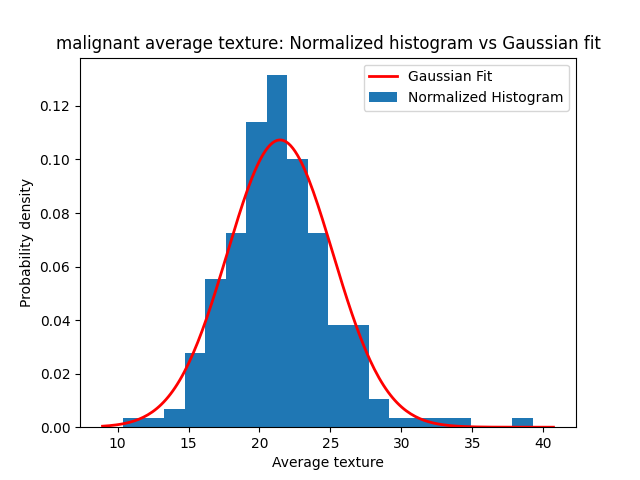 malignant average texture: Normalized histogram vs Gaussian fit
Gaussian Fit
Normalized Histogram
Probability density
0.12
0.10
0.08
0.06
0.04
0.02
0.00
10 15 20 25 30 35 40
Average texture